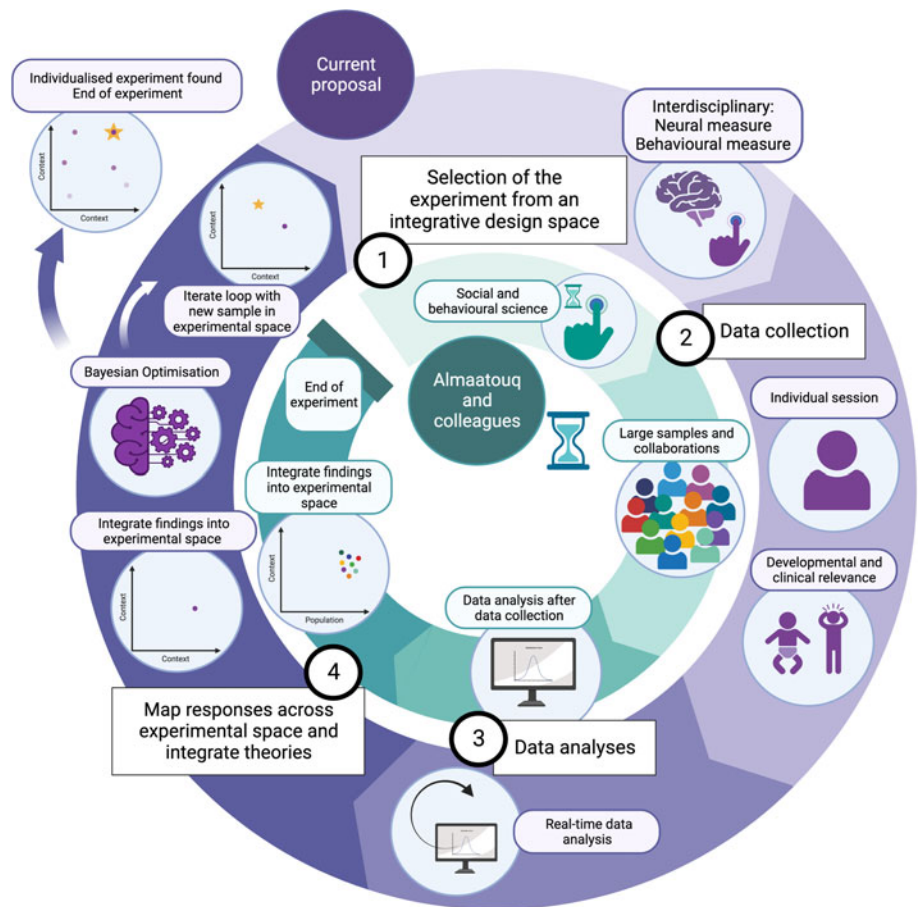 Current
proposal
Individualised experiment found
End of experiment
Context
Context
Interdisciplinary:
Neural measure
Behavioural measure
Selection of the
experiment from an
integrative design space
1
Context
Context
Iterate loop with
new sample in
experimental space
Social and
behavioural science
2
Data collection
Bayesian Optimisation
End of
experiment
Almaatouq
and
colleagues
Individual session
Large samples and
collaborations
Integrate findings
into experimental
space
Context
Population
Integrate findings into
experimental space
Context
Context
Developmental and
clinical relevance
Data analysis after
data collection
4
Map responses across
experimental space and
integrate theories
3
Data analyses
Real-time data
analysis